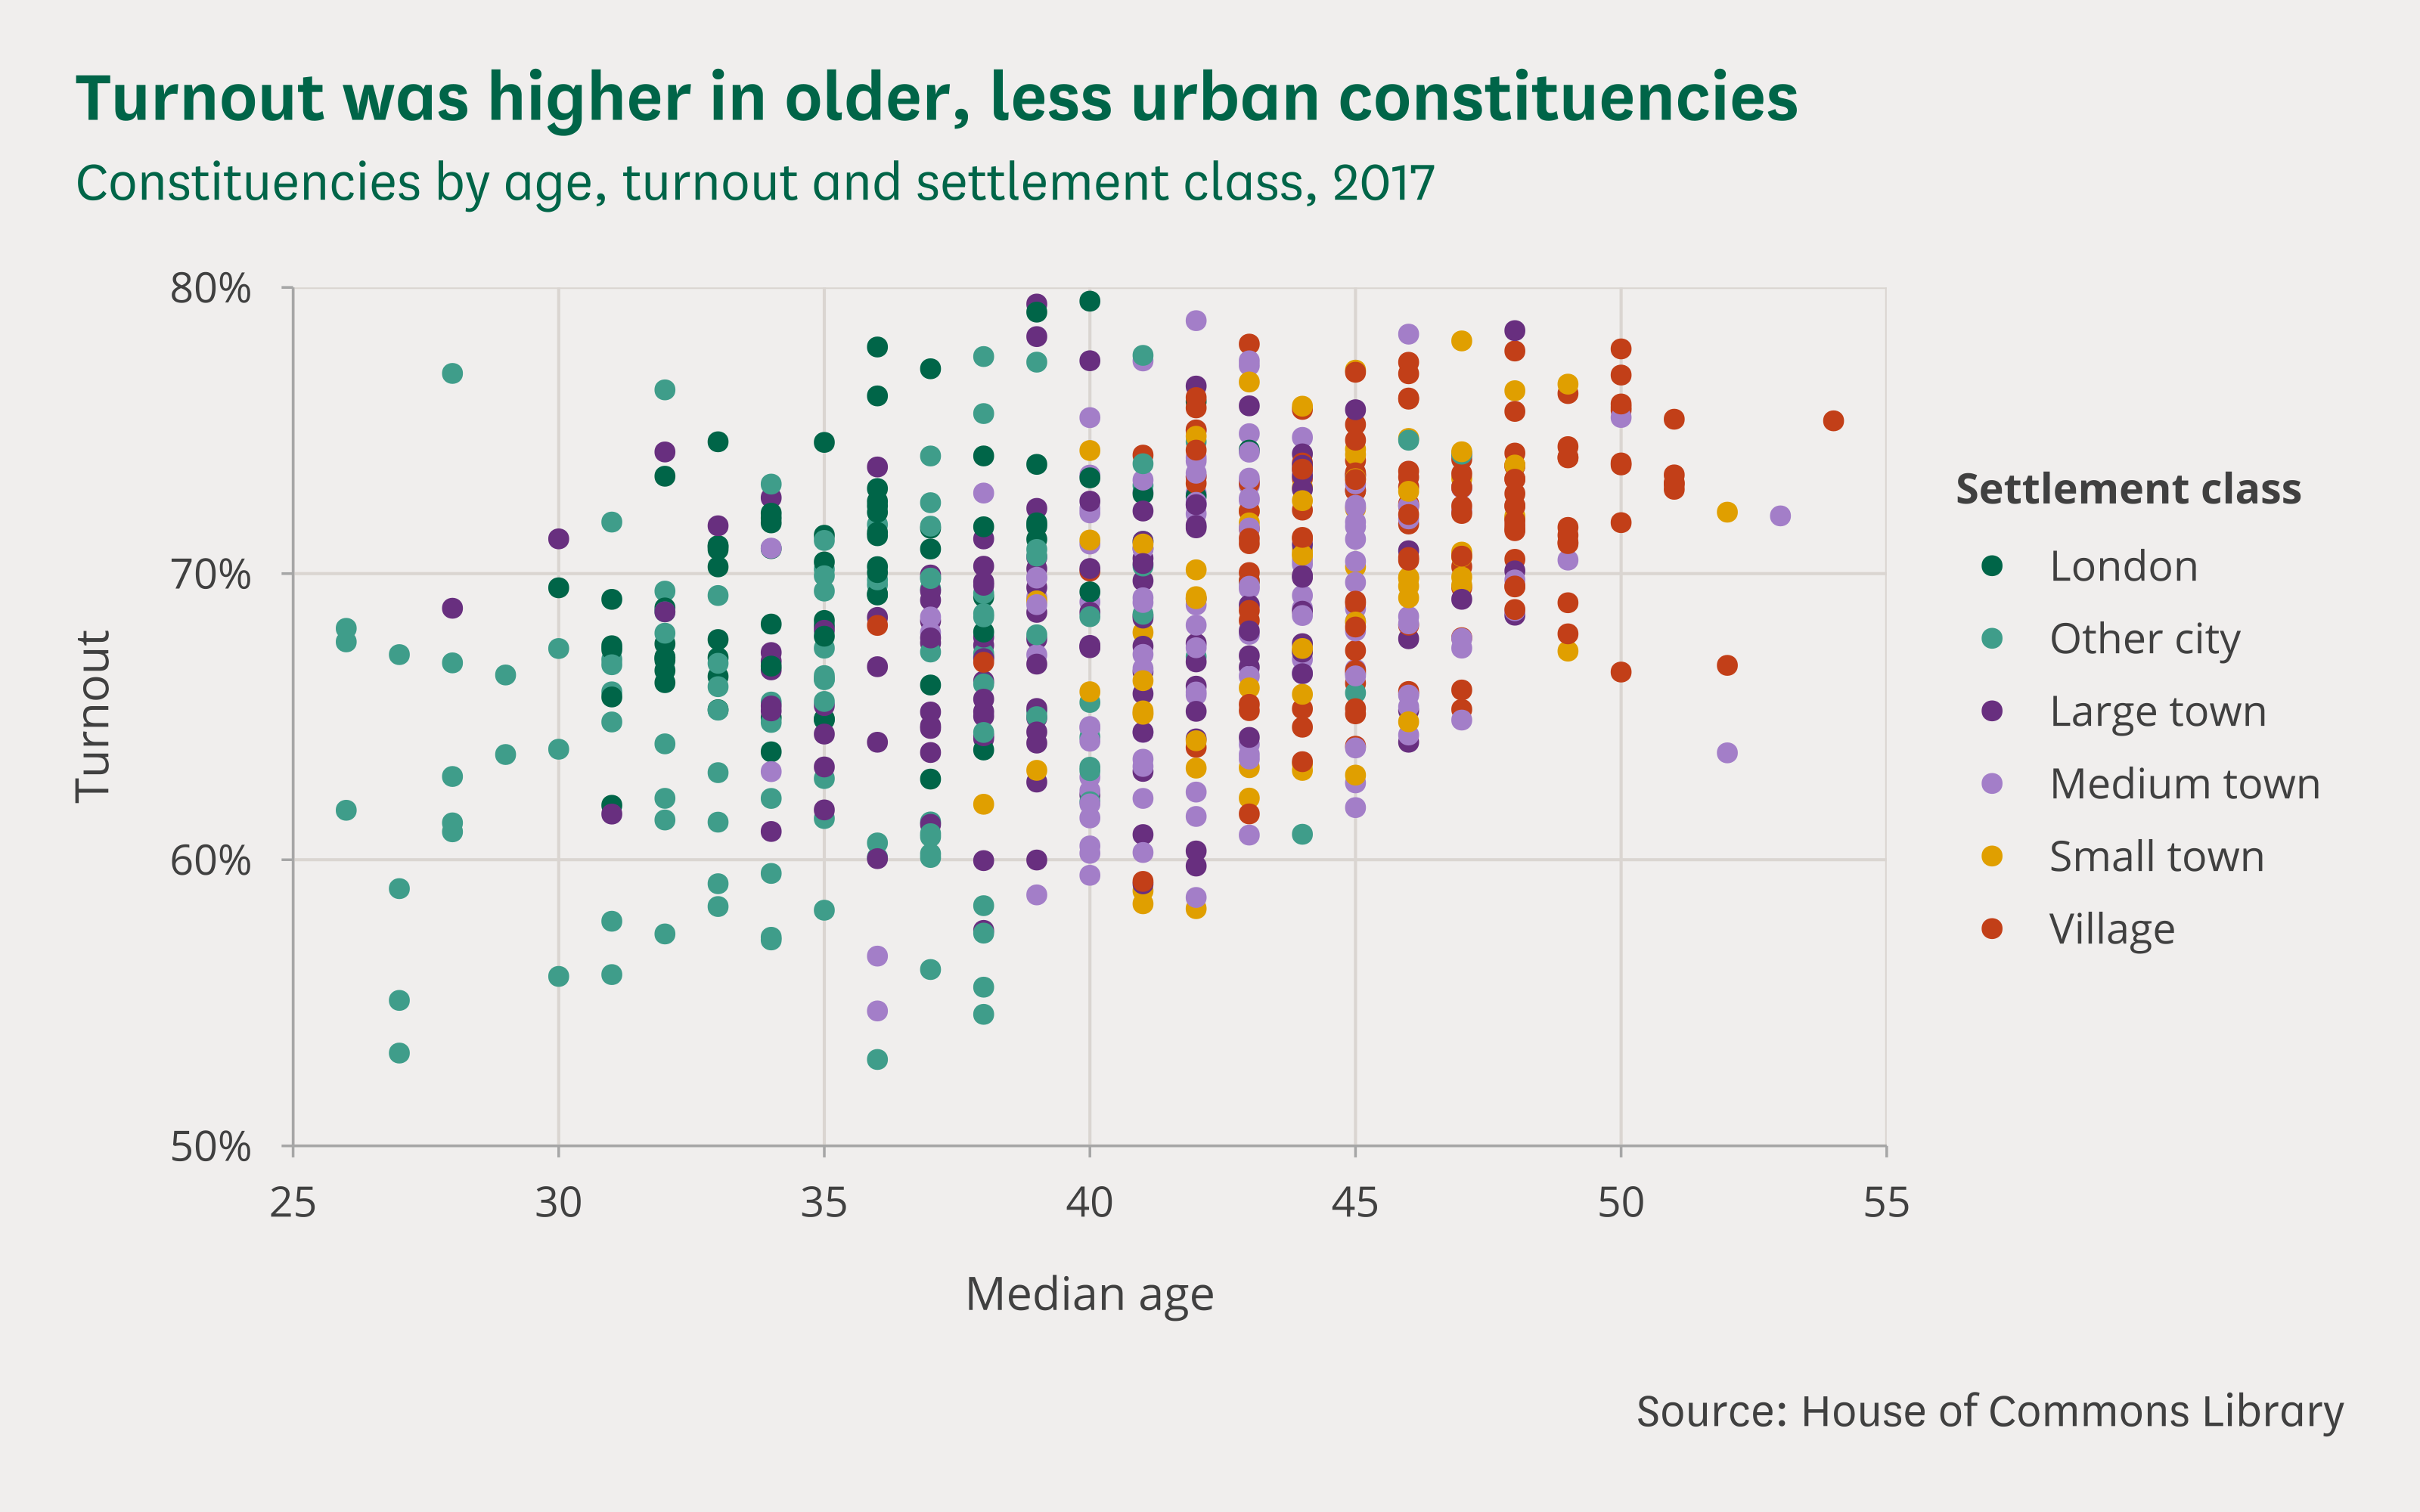 Turnout was higher in older, less urban constituencies
Constituencies by age, turnout and settlement class, 2017
80%
70%
60%
50%
Turnout
25 30 35 40 45 50 55
Median age
Settlement class
London
Other city
Large town
Medium town
Small town
Village
Source: House of Commons Library